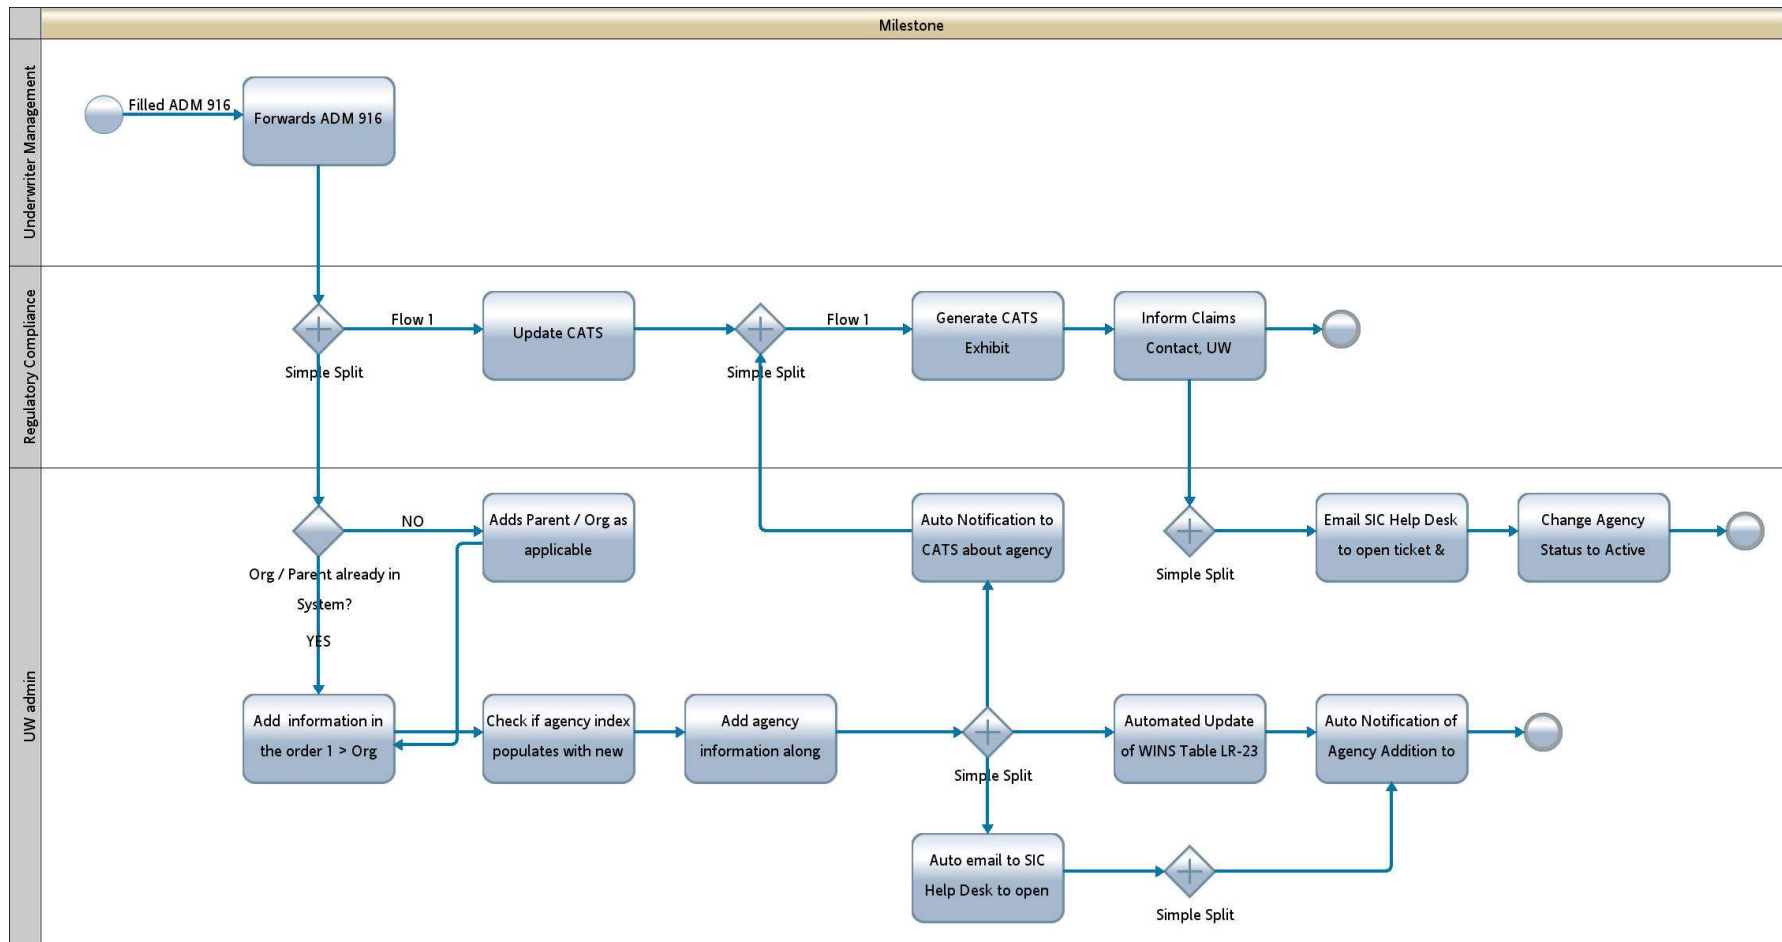 Milestone
Underwriter Management
Filled ADM 916
Forwards ADM 916
Regulatory Compliance
Simple Split
Flow 1
Update CATS
Simple Split
Flow 1
Generate CATS
Exhibit
Inform Claims
Contact, UW
UW admin
Org / Parent already in
System?
NO
YES
Adds Parent / Org as
applicable
Auto Notification to
CATS about agency
Simple Split
Email SIC Help Desk
to open ticket &
Change Agency
Status to Active
Add information in
the order 1 > Org
Check if agency index
populates with new
Add agency
information along
Simple Split
Automated Update
of WINS Table LR-23
Auto Notification of
Agency Addition to
Auto email to SIC
Help Desk to open
Simple Split